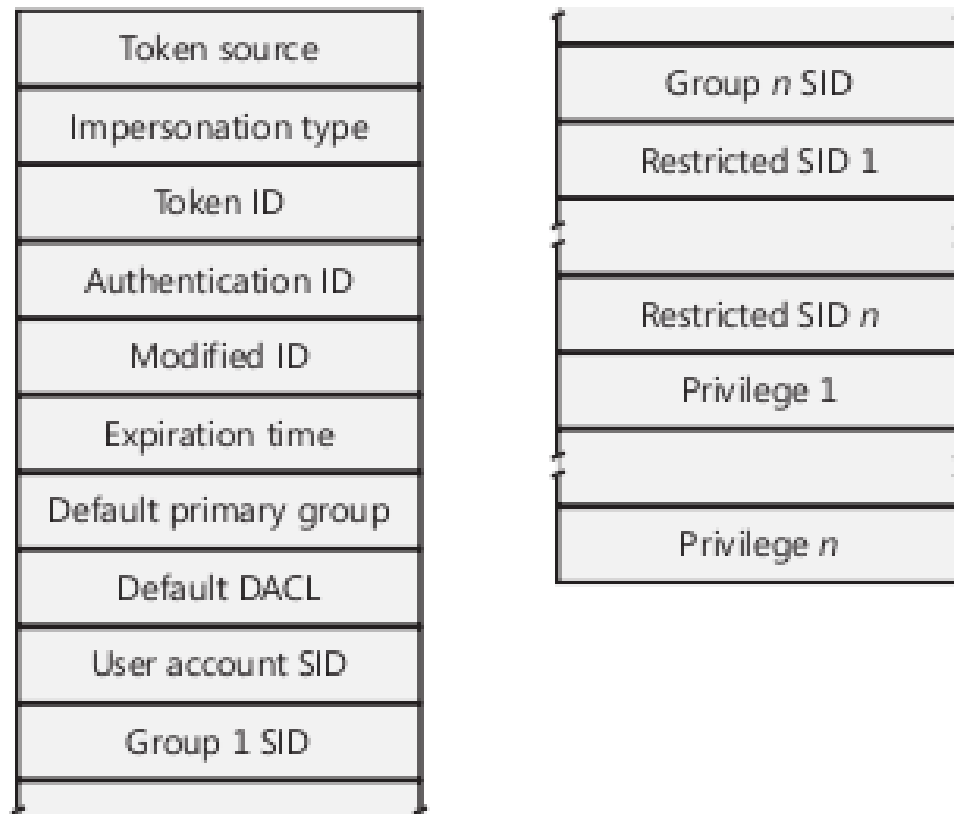 Token source
Impersonation type
Token ID
Authentication ID
Modified ID
Expiration time
Default primary group
Default DACL
User account SID
Group 1 SID
Group n SID
Restricted SID 1
Restricted SID n
Privilege 1
Privilege n